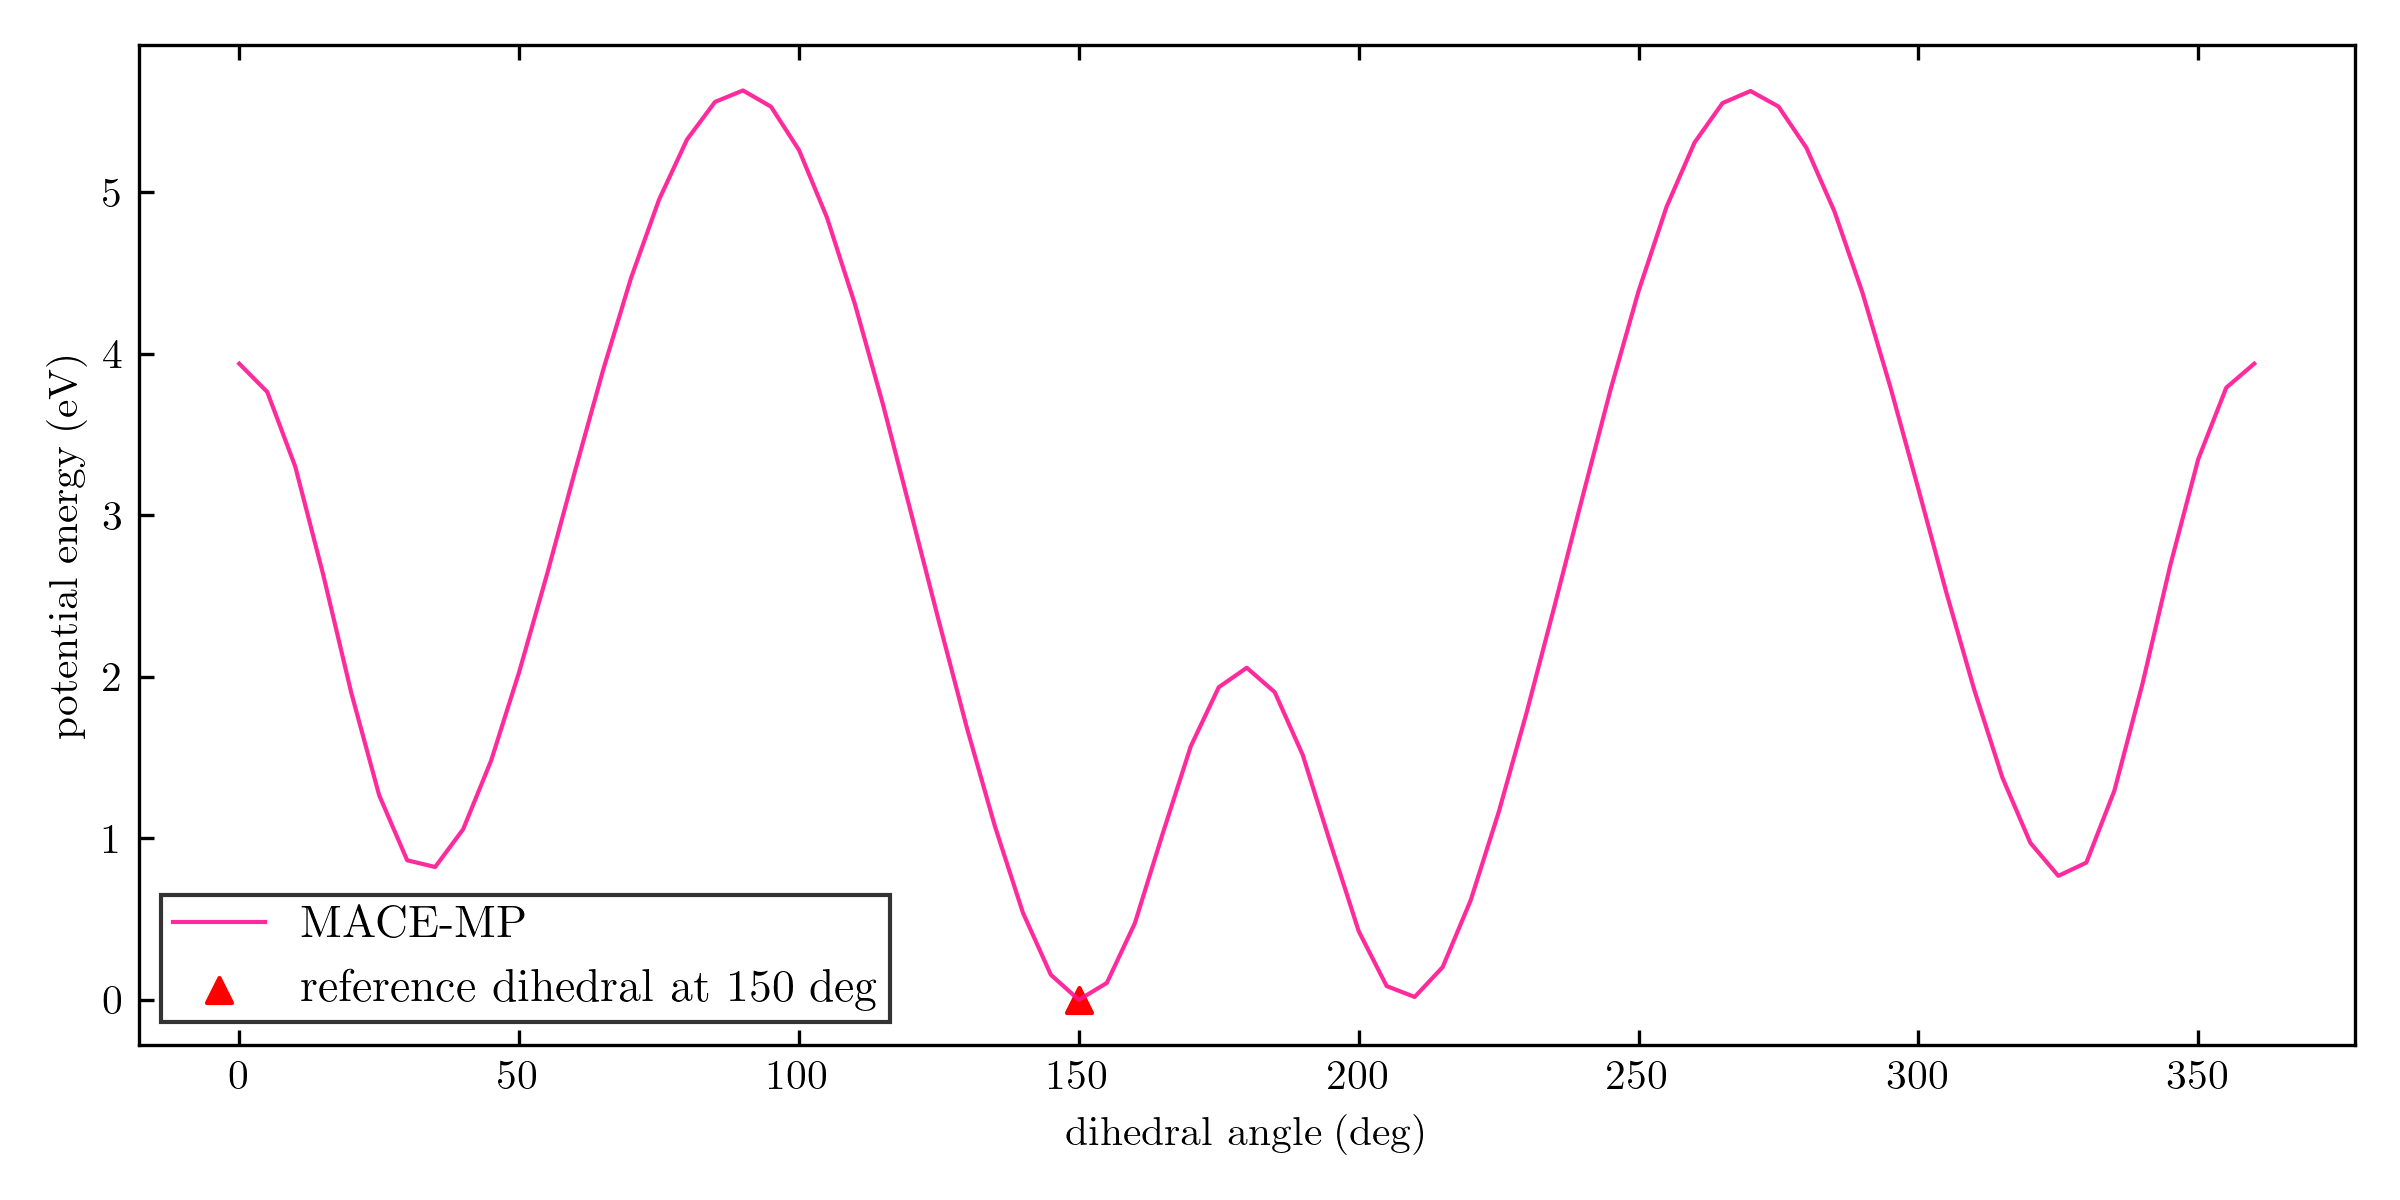 potential energy (eV)
5
4
3
2
1
0
MACE-MP
reference dihedral at 150 deg
0 50 100 150 200 250 300 350
dihedral angle (deg)